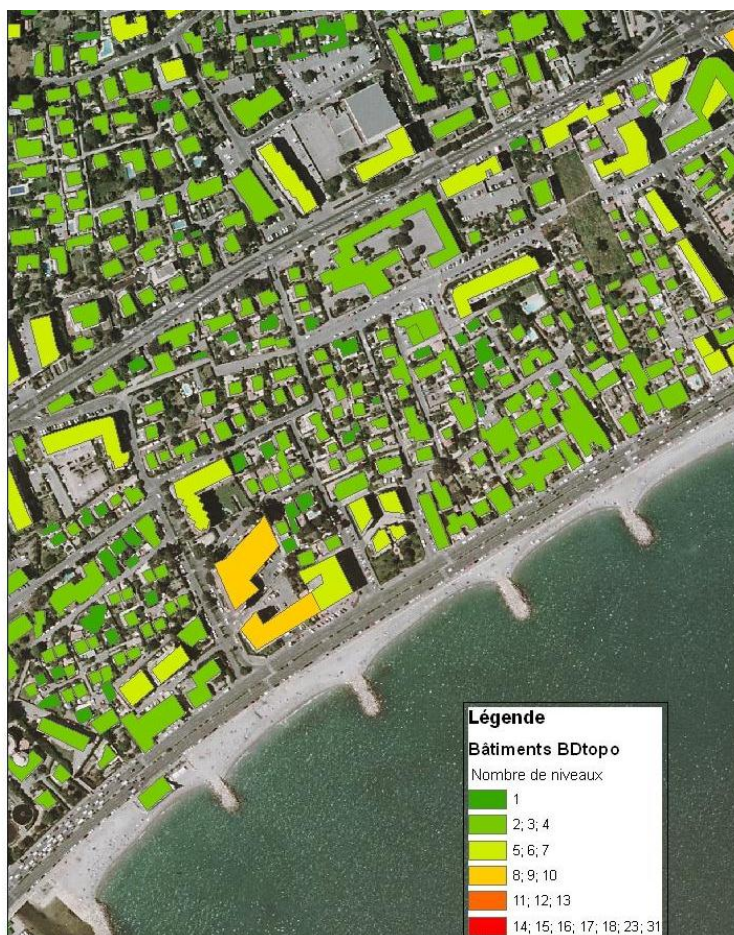 Légende
Bâtiments BDtopo
Nombre de niveaux
1
2; 3; 4
5; 6; 7
8; 9; 10
11; 12; 13
14; 15; 16; 17; 18; 23; 31